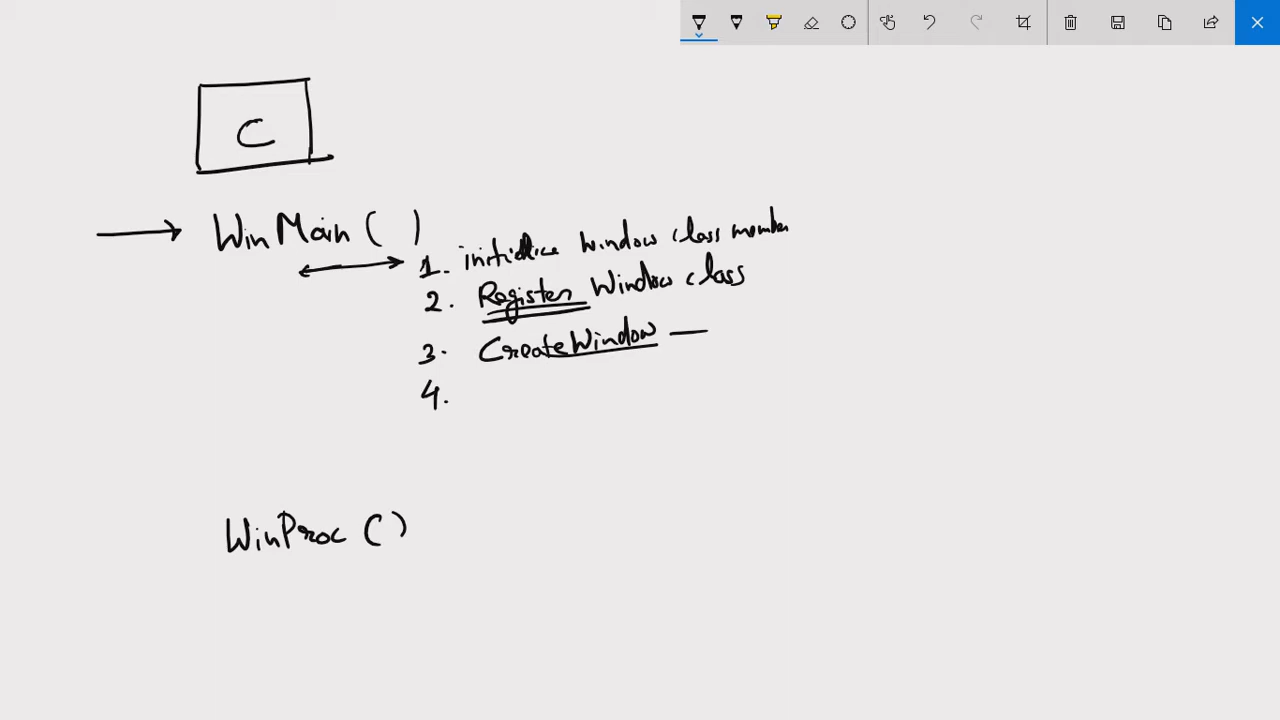 C
WinMain ( )
1. initialize window class member
2. Register Window class
3. CreateWindow —
4.
WinProc ( )